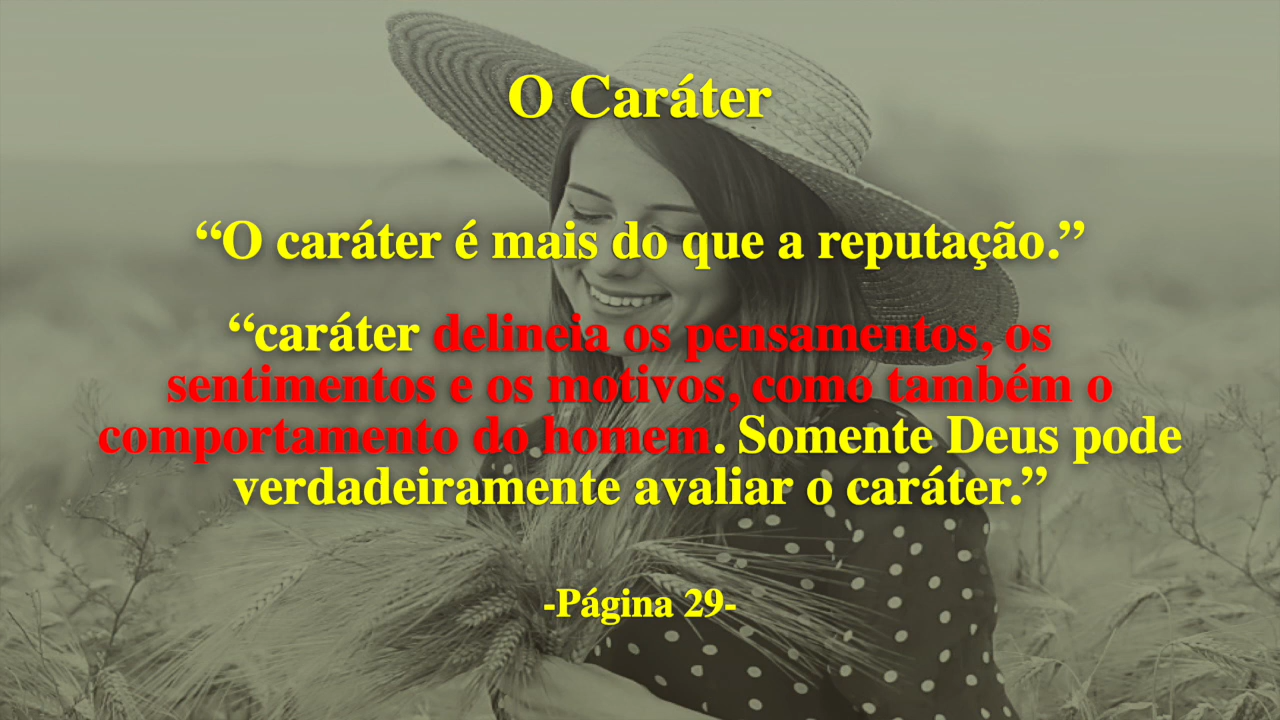 O Caráter
“O caráter é mais do que a reputação.”
“caráter delineia os pensamentos, os
sentimentos e os motivos, como também o
comportamento do homem. Somente Deus pode
verdadeiramente avaliar o caráter.”
-Página 29-